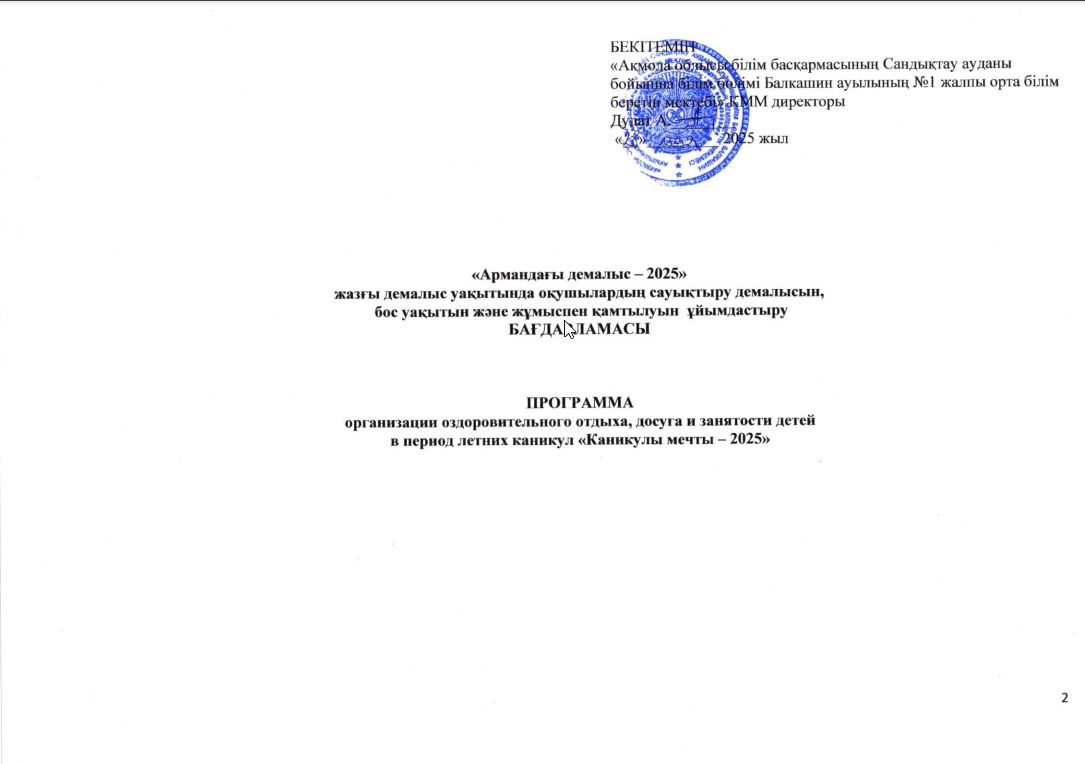 БЕКІТЕМІН
«Ақмола облысы білім басқармасының Сандықтау ауданы
бойынша білім бөлімі Балкашин ауылының №1 жалпы орта білім
беретін мектебі» КММ директоры
Дулат А.
2025 жыл
«Армандағы демалыс – 2025»
жазғы демалыс уақытында оқушылардың сауықтыру демалысын,
бос уақытын және жұмыспен қамтылуын ұйымдастыру
БАҒДАРЛАМАСЫ
ПРОГРАММА
организации оздоровительного отдыха, досуга и занятости детей
в период летних каникул «Каникулы мечты – 2025»
2